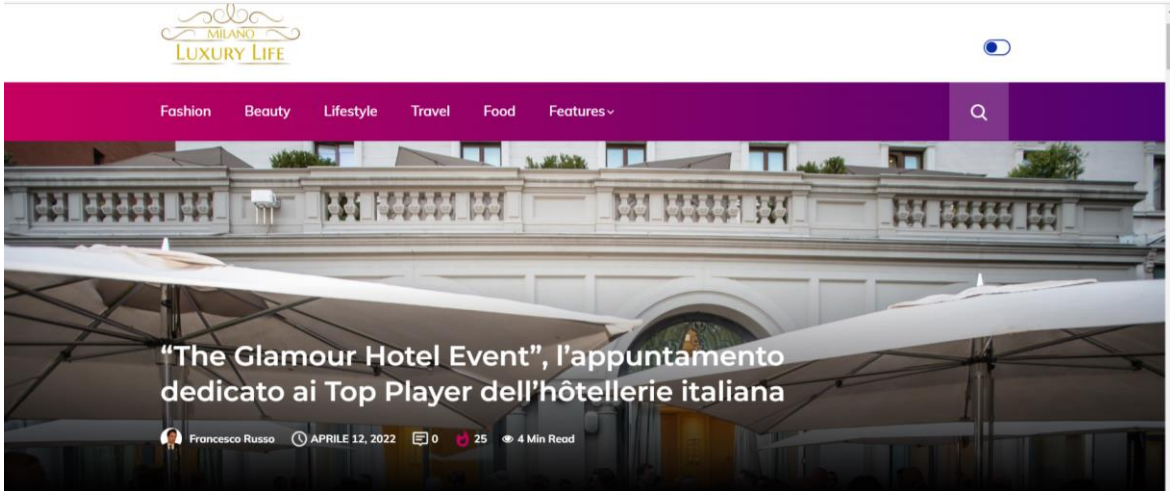 MILANO
LUXURY LIFE
Fashion Beauty Lifestyle Travel Food Features
“The Glamour Hotel Event”, l’appuntamento
dedicato ai Top Player dell’hôtellerie italiana
Francesco Russo APRILE 12, 2022 0 25 4 Min Read